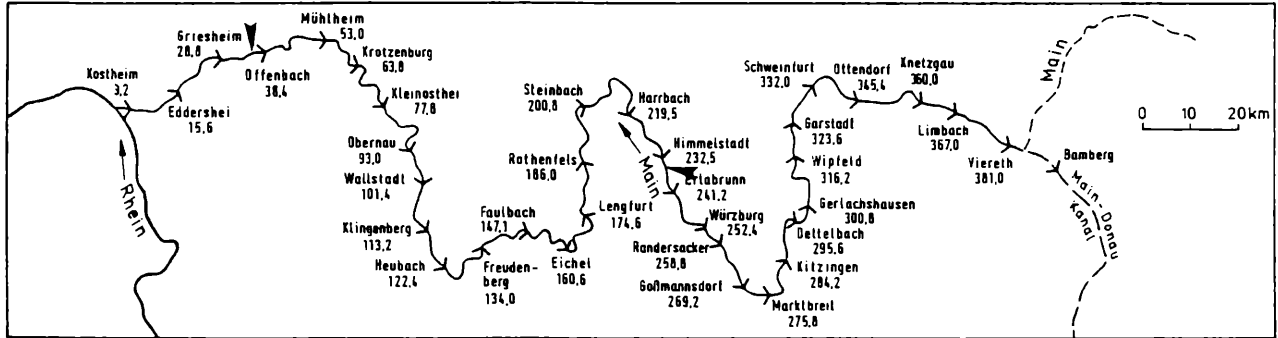 Kostheim
3,2
Eddershei
15,6
Griesheim
28,8
Offenbach
38,4
Mühlheim
53,0
Krotzenburg
63,8
Kleinosthei
77,8
Obernau
93,0
Wallstadt
101,4
Klingenberg
113,2
Heubach
122,4
Freuden-
berg
134,0
Faulbach
147,1
Eichel
160,6
Lengfurt
174,6
Rothenfels
186,0
Steinbach
200,8
Harrbach
219,5
Himmelstadt
232,5
Erlabrunn
241,2
Würzburg
252,4
Randersacker
258,8
Goßmannsdorf
269,2
Marktbreit
275,8
Kitzingen
284,2
Dettelbach
295,6
Gerlachshausen
300,8
Wipfeld
316,2
Garstadt
323,6
Schweinfurt
332,0
Ottendorf
345,4
Knetzgau
360,0
Limbach
367,0
Viereth
381,0
Bamberg
Main-Donau
Kanal
Main
Main
Rhein
0 10 20 km